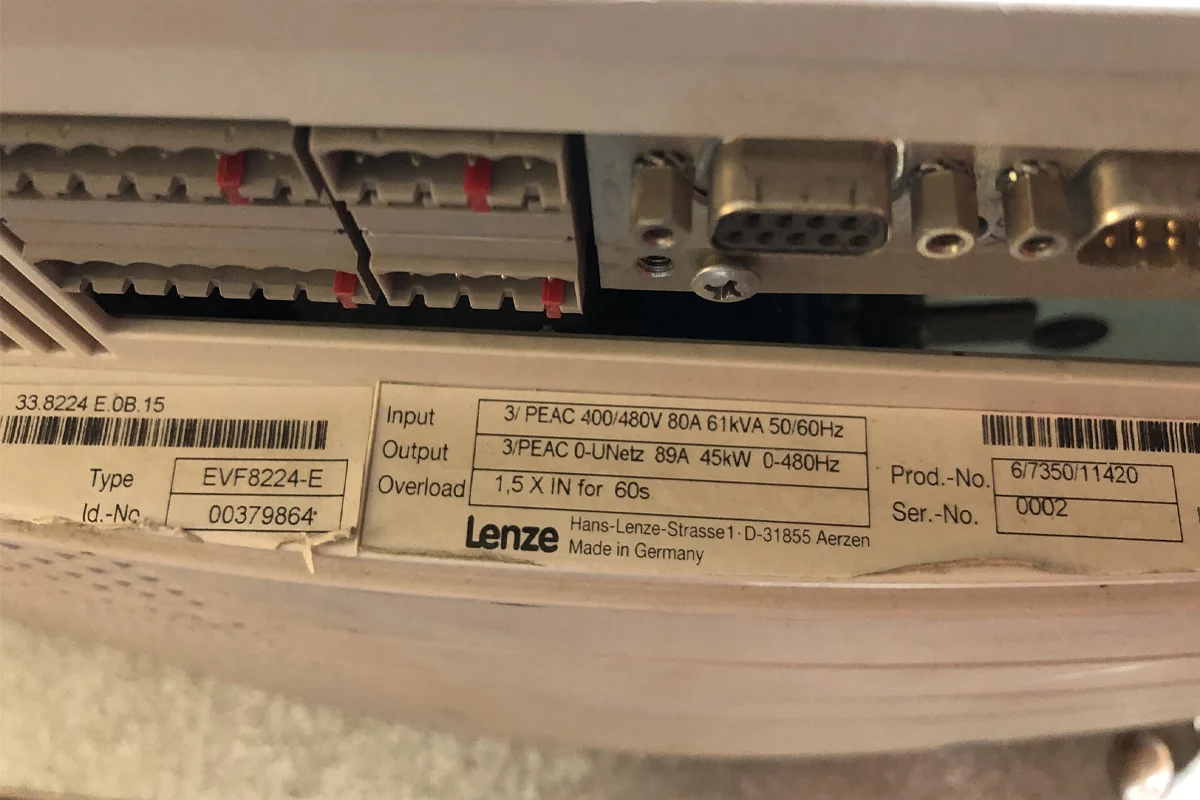 33.8224 E.0B.15
Type EVF8224-E
Id.-No 00379864
Input 3/ PEAC 400/480V 80A 61kVA 50/60Hz
Output 3/PEAC 0-UNetz 89A 45kW 0-480Hz
Overload 1,5 X IN for 60s
Lenze
Hans-Lenze-Strasse1·D-31855 Aerzen
Made in Germany
Prod.-No. 6/7350/11420
Ser.-No. 0002